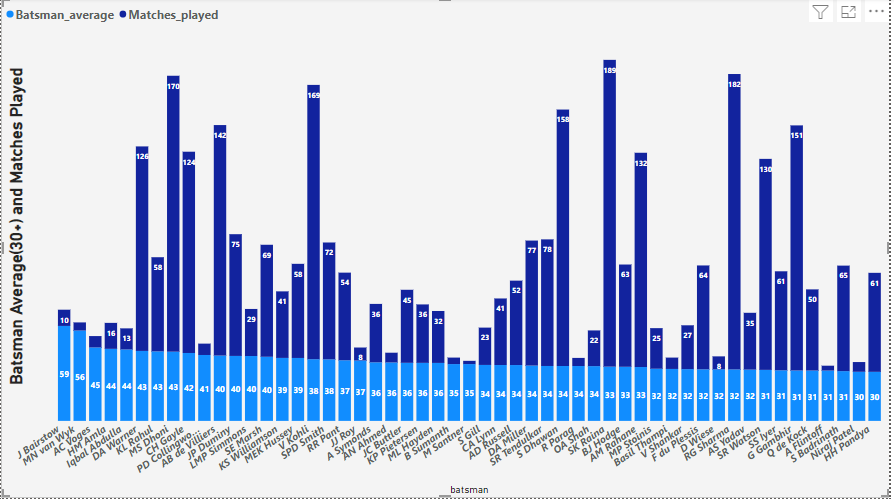 Batsman_average Matches_played
Batsman Average(30+) and Matches Played
10 16 13 126 58 170 124 142 75 29 69 41 58 169 72 54 8 36 45 36 32 23 41 52 77 78 158 22 189 63 132 25 27 64 8 182 35 130 61 151 50 65 61
59 56 45 44 44 43 43 43 42 41 40 40 40 40 39 39 38 38 37 37 36 36 36 36 36 35 35 34 34 34 34 34 34 34 34 33 33 33 32 32 32 32 32 32 32 31 31 31 31 31 31 30 30
J Bairstow
MN van Wyk
AC Voges
HM Amla
Iqbal Abdulla
DA Warner
KL Rahul
MS Dhoni
CH Gayle
PD Collingwo...
AB de Villiers
JP Duminy
LMP Simmons
SE Marsh
KS Williamson
MEK Hussey
V Kohli
SPD Smith
RR Pant
JJ Roy
A Symonds
AN Ahmed
JC Buttler
KP Pietersen
ML Hayden
B Sumanth
M Santner
S Gill
CA Lynn
AD Russell
DA Miller
SR Tendulkar
S Dhawan
R Parag
OA Shah
SK Raina
BJ Hodge
AM Rahane
MP Stoinis
Basil Thampi
V Shankar
F du Plessis
D Wiese
RG Sharma
AS Yadav
SR Watson
SS Iyer
G Gambhir
Q de Kock
A Flintoff
S Badrinath
Niraj Patel
HH Pandya
batsman